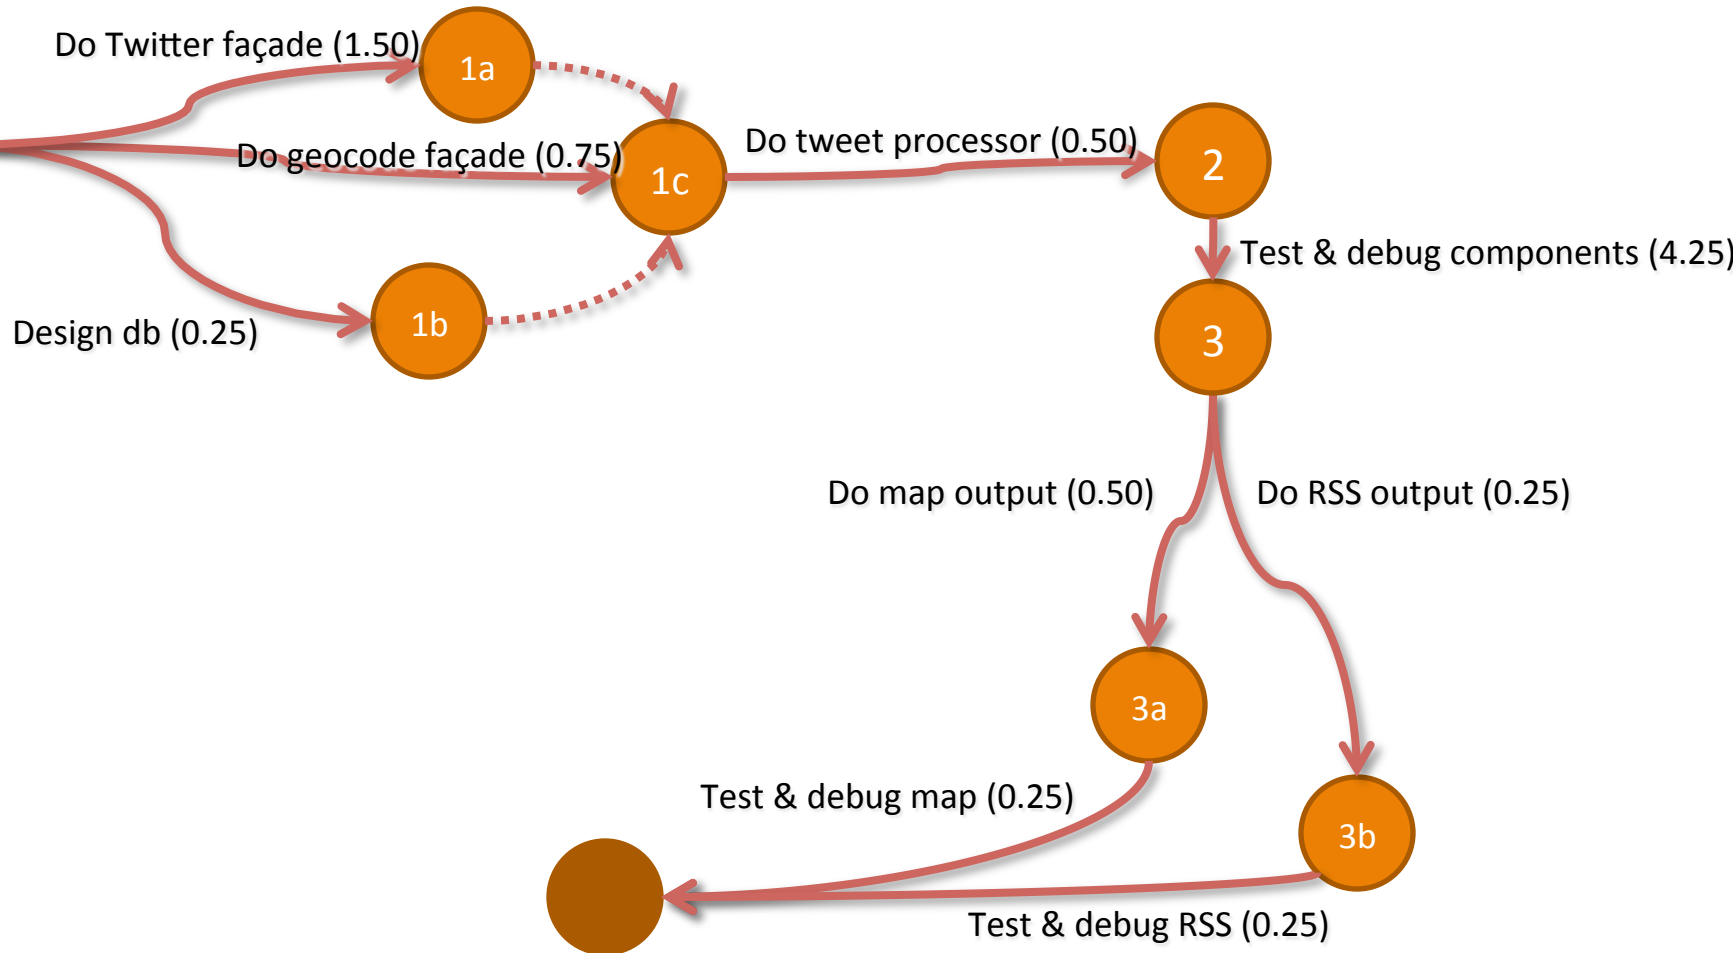 Do Twitter façade (1.50)
1a
Do geocode façade (0.75)
1c
Do tweet processor (0.50)
2
Test & debug components (4.25)
Design db (0.25)
1b
3
Do map output (0.50)
Do RSS output (0.25)
3a
Test & debug map (0.25)
3b
Test & debug RSS (0.25)